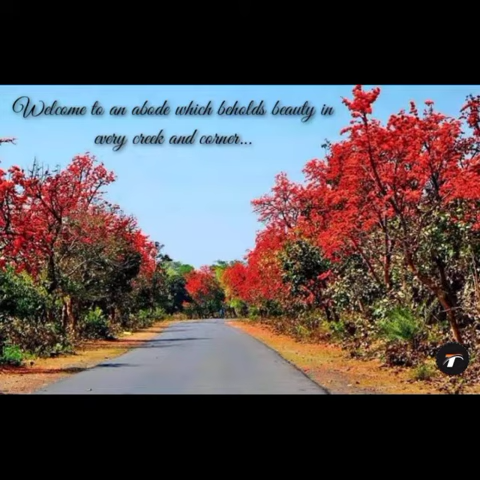 Welcome to an abode which beholds beauty in
every creek and corner...